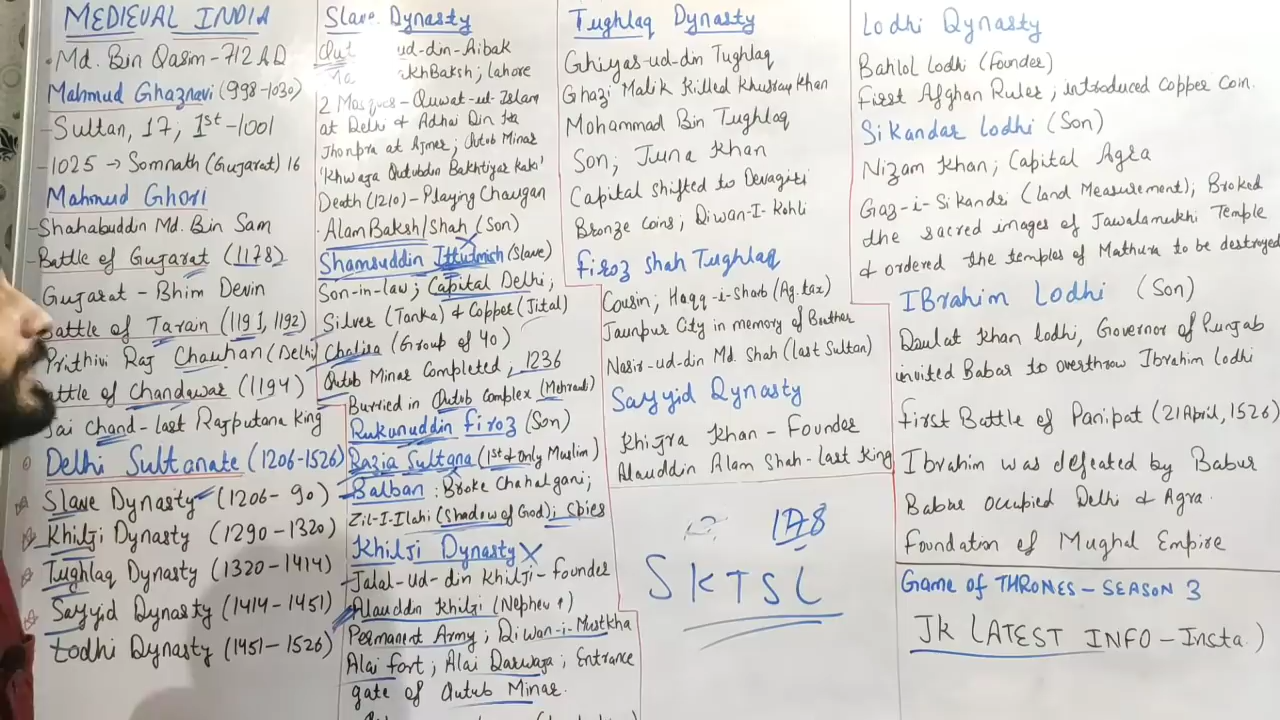 MEDIEVAL INDIA
Md. Bin Qasim - 712 AD
Mahmud Ghaznavi (998-1030)
- Sultan, 17; 1st - 1001
- 1025 → Somnath (Gujarat) 16
Mahmud Ghori
- Shahabuddin Md. Bin Sam
- Battle of Gujarat (1178)
Gujarat - Bhim Devin
Battle of Tarain (1191, 1192)
Prithivi Raj Chauhan (Delhi)
attle of Chandawar (1194)
Jai Chand - last Rajputana King
Delhi Sultanate (1206-1526)
Slave Dynasty (1206-90)
Khilji Dynasty (1290-1320)
Tughlaq Dynasty (1320-1414)
Sayyid Dynasty (1414-1451)
Lodhi Dynasty (1451-1526)
Slave Dynasty
Qut ud-din-Aibak
akhBaksh; lahore
2 Mosques - Quwat-ul-Islam
at Delhi & Adhai Din Ka
Jhonpra at Ajmer; Qutub Minar
'Khwaja Qutubdin Bakhtiyar Kaki'
Death (1210) - Playing Chaugan
Alam Baksh/Shah (Son)
Shamsuddin Iltutmish (Slave)
Son-in-law; Capital Delhi;
Silver (Tanka) & Copper (Jital)
Chalisa (Group of 40)
Qutub Minar Completed, 1236
Burried in Qutub Complex (Mehrauli)
Rukunuddin Firoz (Son)
Razia Sultana (1st & only Muslim)
Balban : Broke Chahalgani;
Zil-I-Ilahi (Shadow of God); Spies
Khilji Dynasty
Jalal-ud-din Khilji - Founder
Alauddin Khilji (Nephew)
Permanent Army; Diwan-i-Mustkha
Alai Fort; Alai Darwaja; Entrance
gate of Qutub Minar.
Tughlaq Dynasty
Ghiyas-ud-din Tughlaq
Ghazi Malik Killed Khusrav Khan
Mohammad Bin Tughlaq
Son; Juna Khan
Capital shifted to Devagiri
Bronze Coins; Diwan-I-Kohli
Firoz Shah Tughlaq
Cousin; Haqq-i-Sharb (Ag. tax)
Jaunpur City in memory of Brother
Nasir-ud-din Md. Shah (last Sultan)
Sayyid Dynasty
Khijra Khan - Founder
Alauddin Alam Shah - Last King
178
SKTSL
Lodhi Dynasty
Bahlol Lodhi (Founder)
First Afghan Ruler; introduced Copper Coin.
Sikandar Lodhi (Son)
Nizam Khan; Capital Agra
Gaz-i-Sikandri (Land Measurement); Broked
the sacred images of Jawalamukhi Temple
& ordered the temples of Mathura to be destroyed
IBrahim Lodhi (Son)
Daulat Khan lodhi, Governor of Punjab
invited Babar to overthrow Ibrahim Lodhi
First Battle of Panipat (21 April, 1526)
Ibrahim was defeated by Babur
Babur Occupied Delhi & Agra.
Foundation of Mughal Empire
Game of THRONES - SEASON 3
JK LATEST INFO - Insta.)